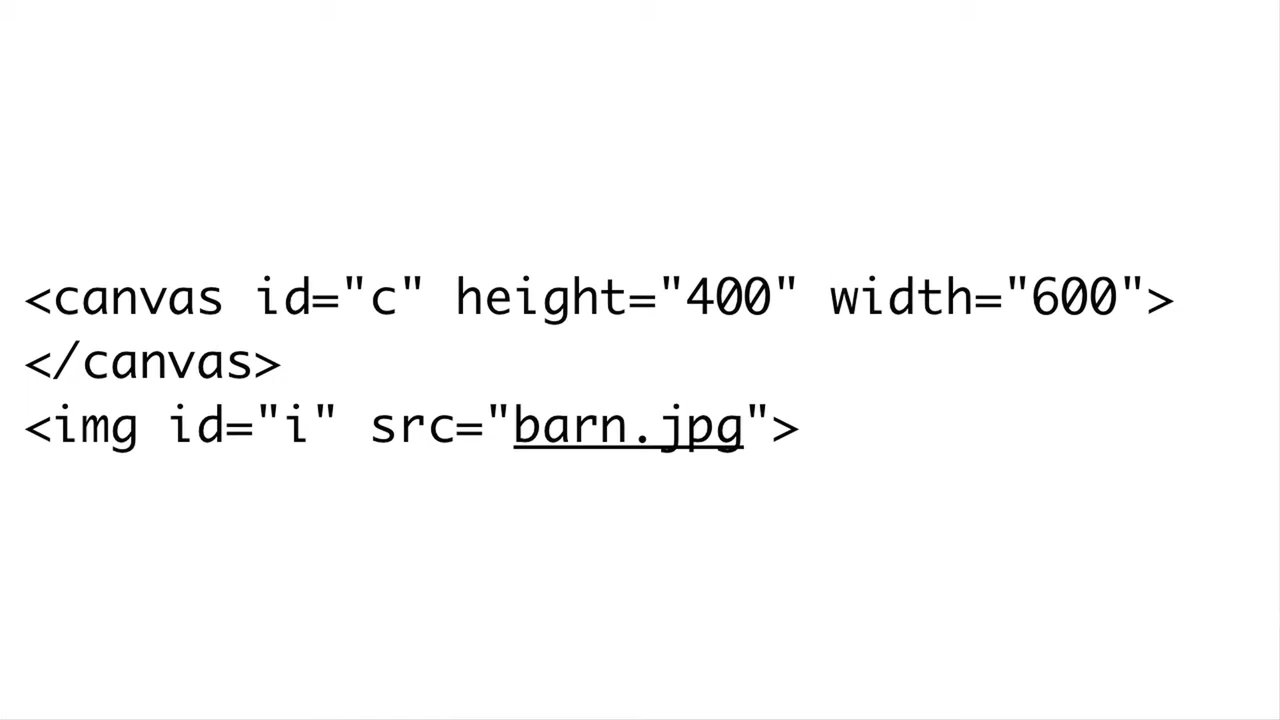 <canvas id="c" height="400" width="600">
</canvas>
<img id="i" src="barn.jpg">